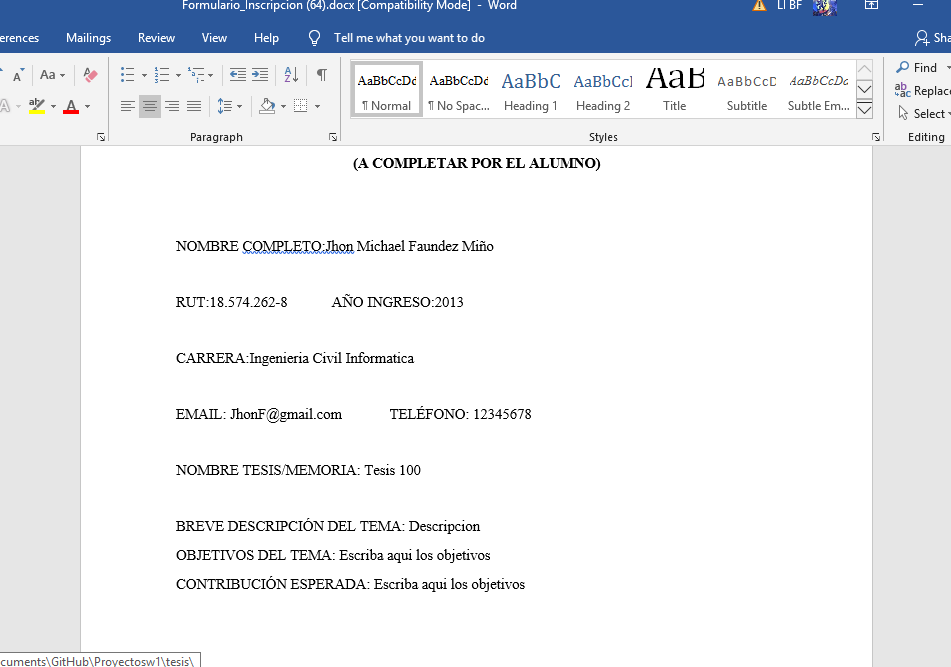 Formulario_Inscripcion (64).docx [Compatibility Mode] - Word
LI BF
erences Mailings Review View Help Tell me what you want to do Sha
Aa
A
Find
AaBbCcDc AaBbCcDc AaBbC AaBbCcl AaB AaBbCcD AaBbCcDc
Replace
¶ Normal ¶ No Spac... Heading 1 Heading 2 Title Subtitle Subtle Em...
Select
Paragraph Styles Editing
(A COMPLETAR POR EL ALUMNO)
NOMBRE COMPLETO:Jhon Michael Faundez Miño
RUT:18.574.262-8 AÑO INGRESO:2013
CARRERA:Ingenieria Civil Informatica
EMAIL: JhonF@gmail.com TELÉFONO: 12345678
NOMBRE TESIS/MEMORIA: Tesis 100
BREVE DESCRIPCIÓN DEL TEMA: Descripcion
OBJETIVOS DEL TEMA: Escriba aqui los objetivos
CONTRIBUCIÓN ESPERADA: Escriba aqui los objetivos
cuments\GitHub\Proyectosw1\tesis\